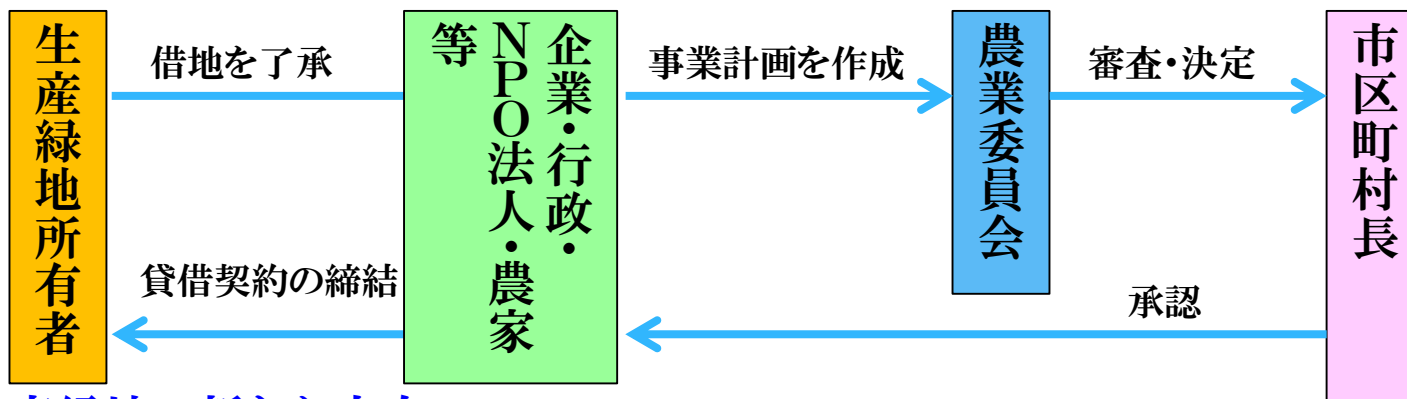 生産緑地所有者
借地を了承
企業・行政・
NPO法人・農家
等
事業計画を作成
農業委員会
審査・決定
市区町村長
貸借契約の締結
承認